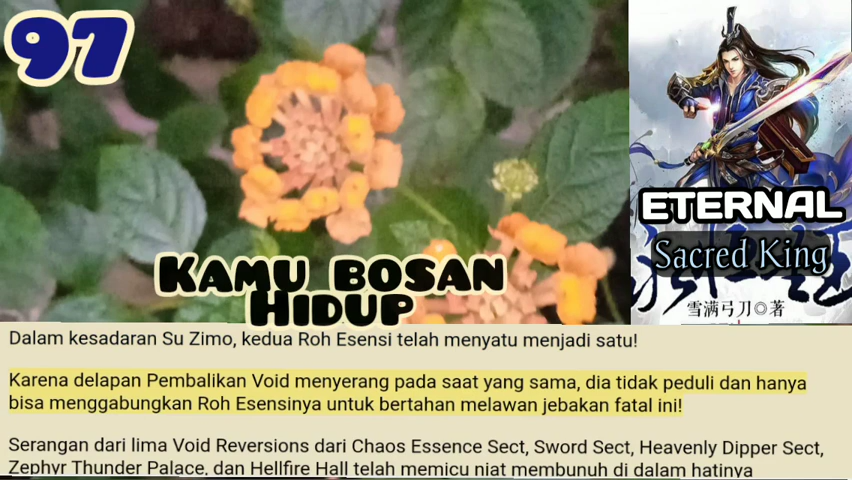 97
KAMU BOSAN
HIDUP
ETERNAL
Sacred King
雪满弓刀◎著
Dalam kesadaran Su Zimo, kedua Roh Esensi telah menyatu menjadi satu!
Karena delapan Pembalikan Void menyerang pada saat yang sama, dia tidak peduli dan hanya
bisa menggabungkan Roh Esensinya untuk bertahan melawan jebakan fatal ini!
Serangan dari lima Void Reversions dari Chaos Essence Sect, Sword Sect, Heavenly Dipper Sect,
Zephyr Thunder Palace, dan Hellfire Hall telah memicu niat membunuh di dalam hatinya